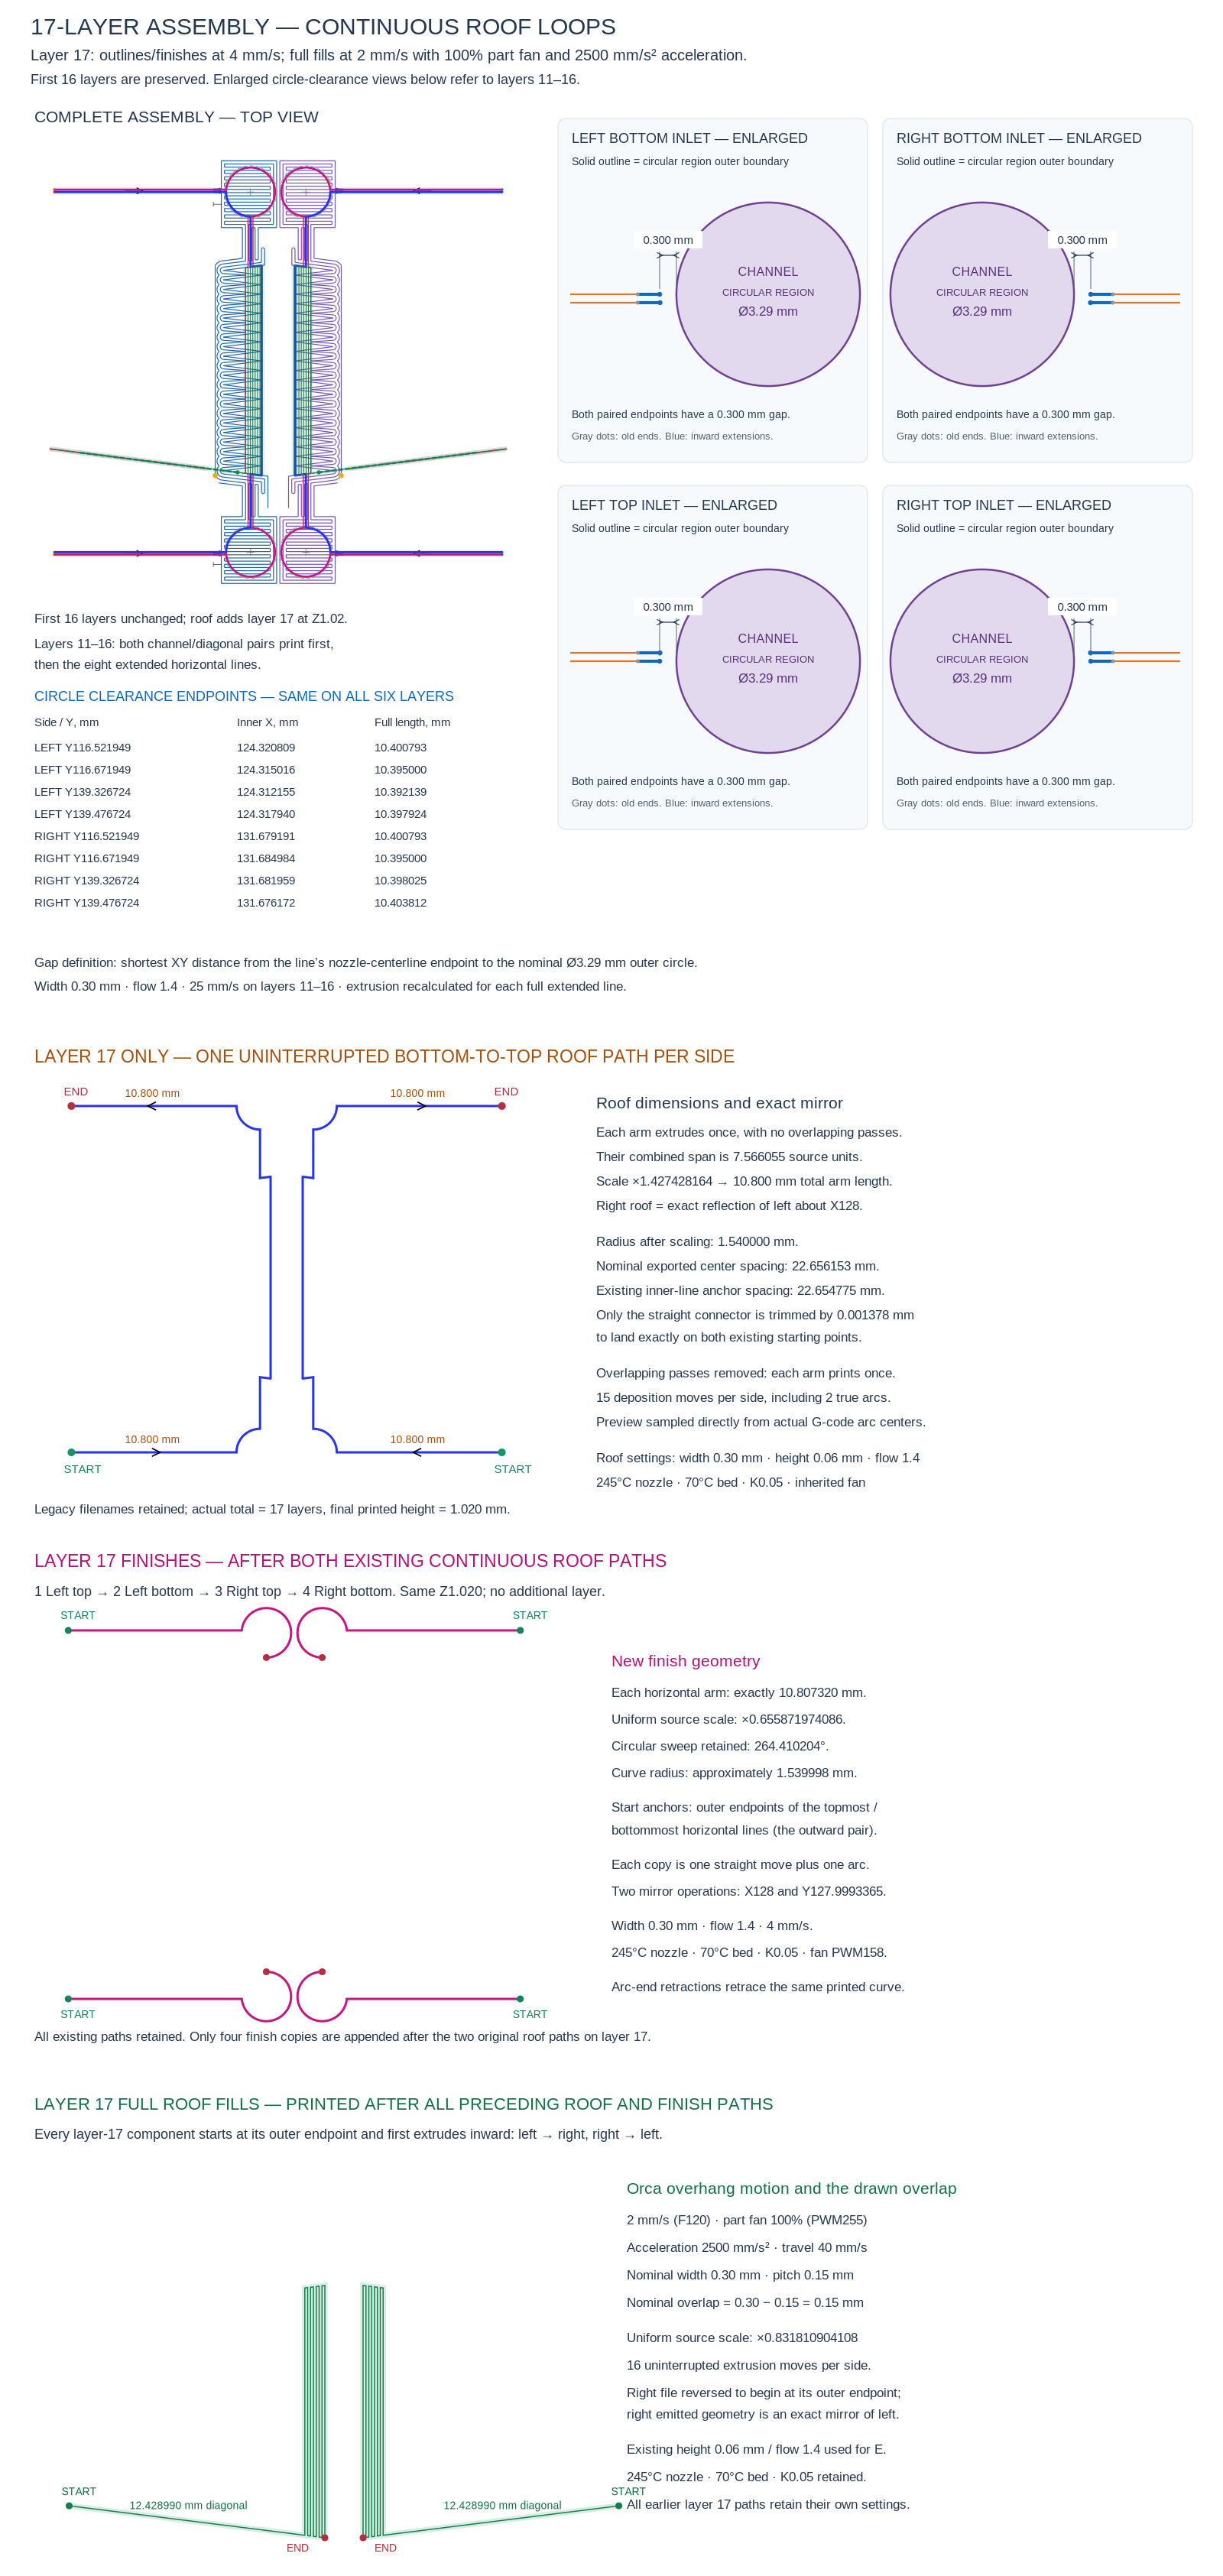 17-LAYER ASSEMBLY — CONTINUOUS ROOF LOOPS
Layer 17: outlines/finishes at 4 mm/s; full fills at 2 mm/s with 100% part fan and 2500 mm/s² acceleration.
First 16 layers are preserved. Enlarged circle-clearance views below refer to layers 11–16.
COMPLETE ASSEMBLY — TOP VIEW
First 16 layers unchanged; roof adds layer 17 at Z1.02.
Layers 11–16: both channel/diagonal pairs print first,
then the eight extended horizontal lines.
CIRCLE CLEARANCE ENDPOINTS — SAME ON ALL SIX LAYERS
Side / Y, mm Inner X, mm Full length, mm
LEFT Y116.521949 124.320809 10.400793
LEFT Y116.671949 124.315016 10.395000
LEFT Y139.326724 124.312155 10.392139
LEFT Y139.476724 124.317940 10.397924
RIGHT Y116.521949 131.679191 10.400793
RIGHT Y116.671949 131.684984 10.395000
RIGHT Y139.326724 131.681959 10.398025
RIGHT Y139.476724 131.676172 10.403812
LEFT BOTTOM INLET — ENLARGED
Solid outline = circular region outer boundary
0.300 mm
CHANNEL
CIRCULAR REGION
Ø3.29 mm
Both paired endpoints have a 0.300 mm gap.
Gray dots: old ends. Blue: inward extensions.
RIGHT BOTTOM INLET — ENLARGED
Solid outline = circular region outer boundary
0.300 mm
CHANNEL
CIRCULAR REGION
Ø3.29 mm
Both paired endpoints have a 0.300 mm gap.
Gray dots: old ends. Blue: inward extensions.
LEFT TOP INLET — ENLARGED
Solid outline = circular region outer boundary
0.300 mm
CHANNEL
CIRCULAR REGION
Ø3.29 mm
Both paired endpoints have a 0.300 mm gap.
Gray dots: old ends. Blue: inward extensions.
RIGHT TOP INLET — ENLARGED
Solid outline = circular region outer boundary
0.300 mm
CHANNEL
CIRCULAR REGION
Ø3.29 mm
Both paired endpoints have a 0.300 mm gap.
Gray dots: old ends. Blue: inward extensions.
Gap definition: shortest XY distance from the line’s nozzle-centerline endpoint to the nominal Ø3.29 mm outer circle.
Width 0.30 mm · flow 1.4 · 25 mm/s on layers 11–16 · extrusion recalculated for each full extended line.
LAYER 17 ONLY — ONE UNINTERRUPTED BOTTOM-TO-TOP ROOF PATH PER SIDE
END 10.800 mm 10.800 mm END
10.800 mm 10.800 mm
START START
Roof dimensions and exact mirror
Each arm extrudes once, with no overlapping passes.
Their combined span is 7.566055 source units.
Scale ×1.427428164 → 10.800 mm total arm length.
Right roof = exact reflection of left about X128.
Radius after scaling: 1.540000 mm.
Nominal exported center spacing: 22.656153 mm.
Existing inner-line anchor spacing: 22.654775 mm.
Only the straight connector is trimmed by 0.001378 mm
to land exactly on both existing starting points.
Overlapping passes removed: each arm prints once.
15 deposition moves per side, including 2 true arcs.
Preview sampled directly from actual G-code arc centers.
Roof settings: width 0.30 mm · height 0.06 mm · flow 1.4
245°C nozzle · 70°C bed · K0.05 · inherited fan
Legacy filenames retained; actual total = 17 layers, final printed height = 1.020 mm.
LAYER 17 FINISHES — AFTER BOTH EXISTING CONTINUOUS ROOF PATHS
1 Left top → 2 Left bottom → 3 Right top → 4 Right bottom. Same Z1.020; no additional layer.
START START
New finish geometry
Each horizontal arm: exactly 10.807320 mm.
Uniform source scale: ×0.655871974086.
Circular sweep retained: 264.410204°.
Curve radius: approximately 1.539998 mm.
Start anchors: outer endpoints of the topmost /
bottommost horizontal lines (the outward pair).
Each copy is one straight move plus one arc.
Two mirror operations: X128 and Y127.9993365.
Width 0.30 mm · flow 1.4 · 4 mm/s.
245°C nozzle · 70°C bed · K0.05 · fan PWM158.
Arc-end retractions retrace the same printed curve.
START START
All existing paths retained. Only four finish copies are appended after the two original roof paths on layer 17.
LAYER 17 FULL ROOF FILLS — PRINTED AFTER ALL PRECEDING ROOF AND FINISH PATHS
Every layer-17 component starts at its outer endpoint and first extrudes inward: left → right, right → left.
Orca overhang motion and the drawn overlap
2 mm/s (F120) · part fan 100% (PWM255)
Acceleration 2500 mm/s² · travel 40 mm/s
Nominal width 0.30 mm · pitch 0.15 mm
Nominal overlap = 0.30 − 0.15 = 0.15 mm
Uniform source scale: ×0.831810904108
16 uninterrupted extrusion moves per side.
Right file reversed to begin at its outer endpoint;
right emitted geometry is an exact mirror of left.
Existing height 0.06 mm / flow 1.4 used for E.
245°C nozzle · 70°C bed · K0.05 retained.
All earlier layer 17 paths retain their own settings.
START START
12.428990 mm diagonal 12.428990 mm diagonal
END END